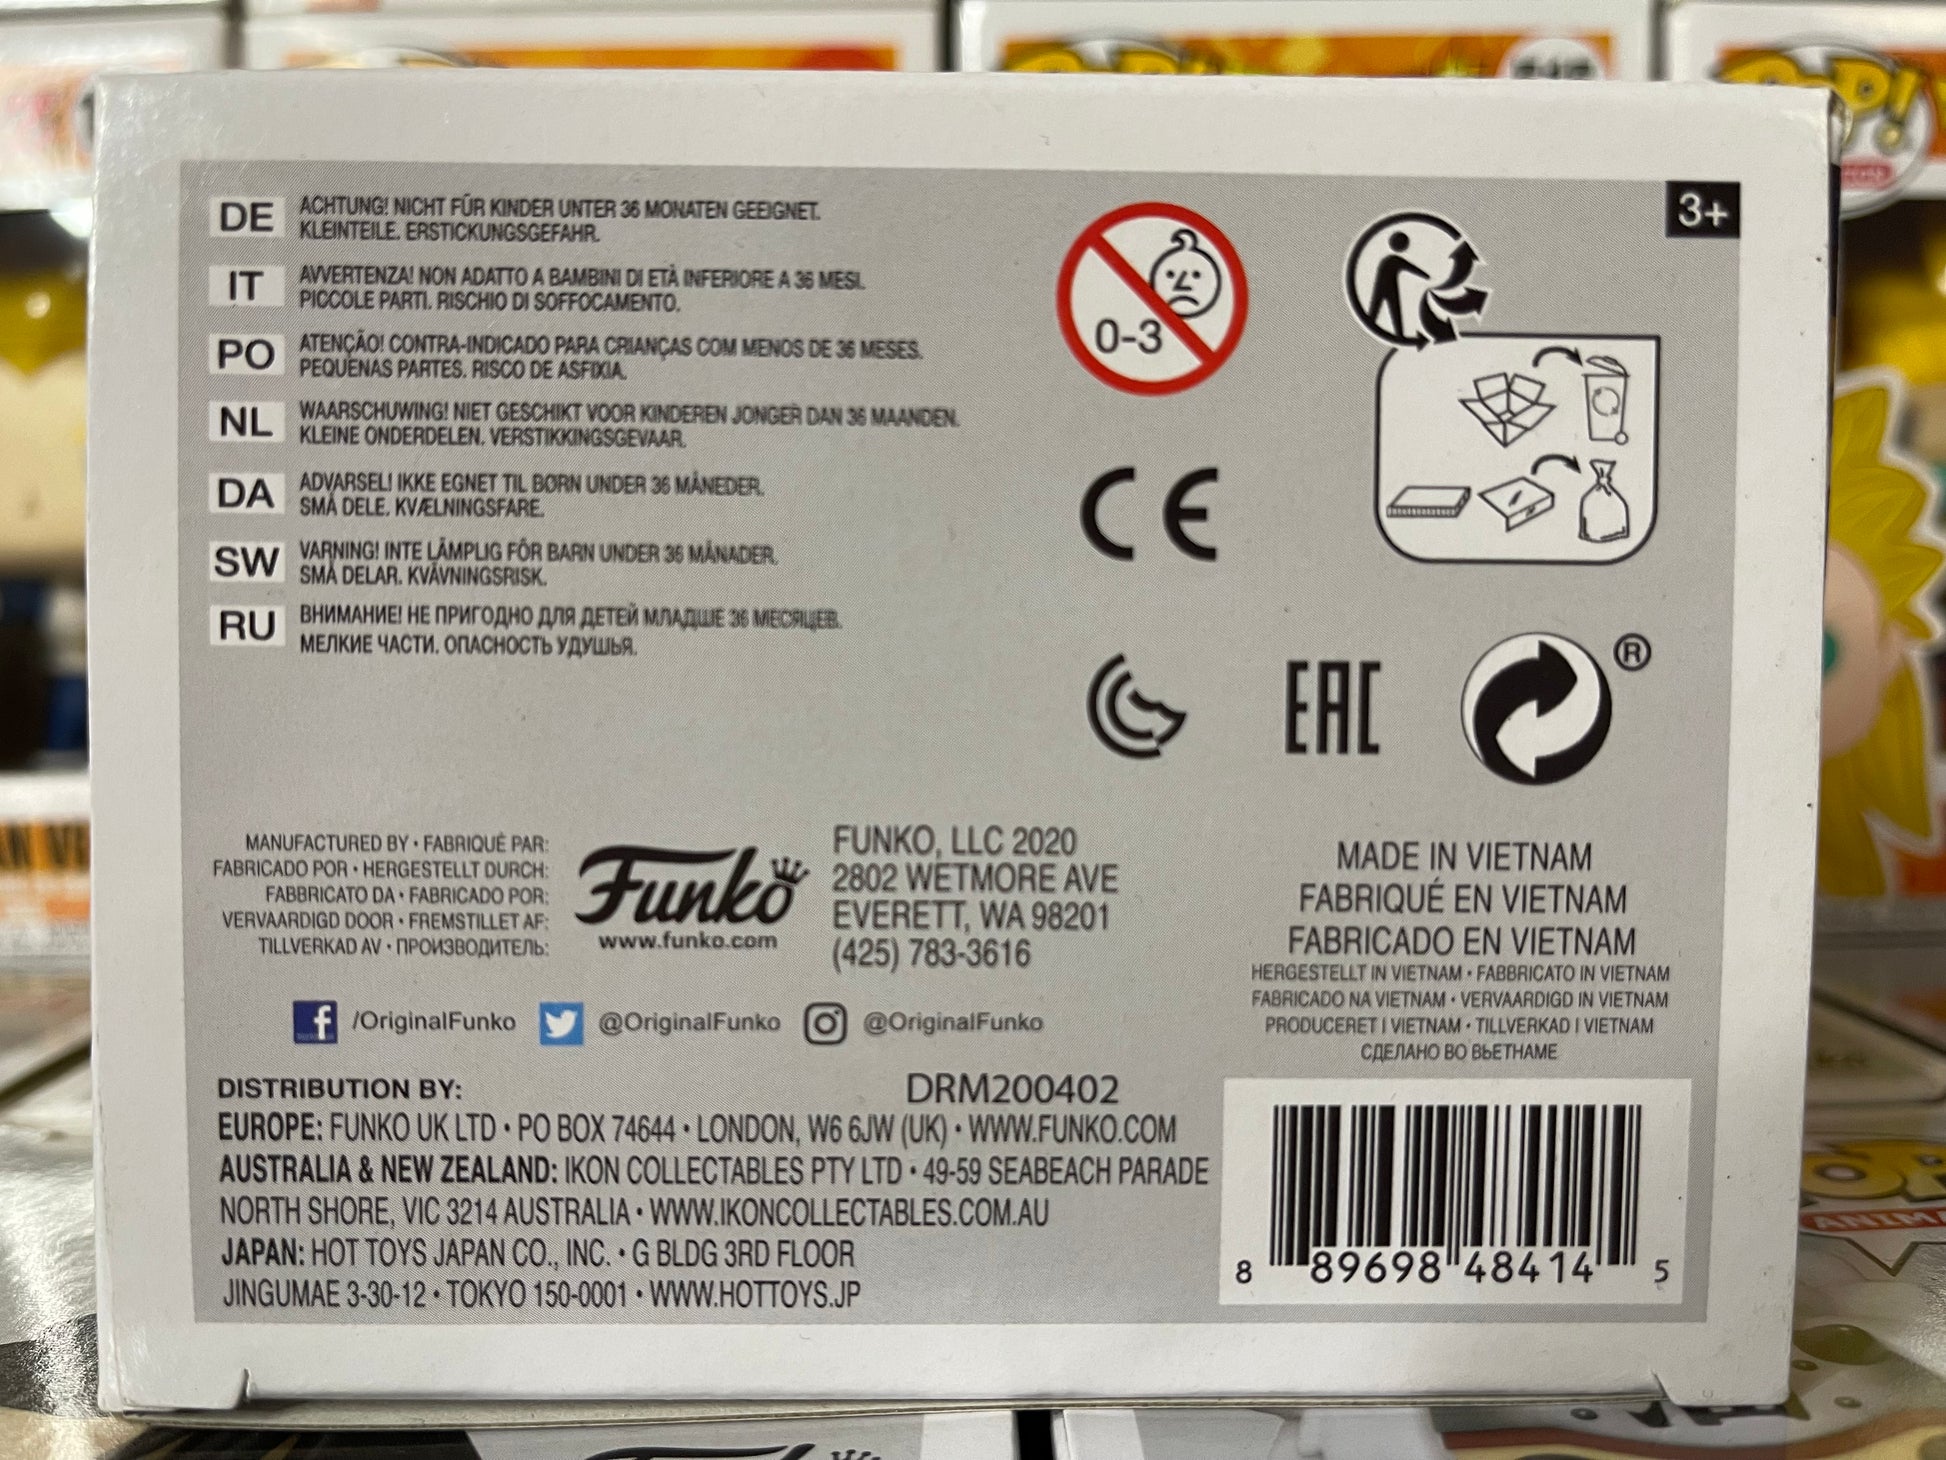 3+
DE ACHTUNG! NICHT FÜR KINDER UNTER 36 MONATEN GEEIGNET.
KLEINTEILE. ERSTICKUNGSGEFAHR.
IT AVVERTENZA! NON ADATTO A BAMBINI DI ETÀ INFERIORE A 36 MESI.
PICCOLE PARTI. RISCHIO DI SOFFOCAMENTO.
PO ATENÇÃO! CONTRA-INDICADO PARA CRIANÇAS COM MENOS DE 36 MESES.
PEQUENAS PARTES. RISCO DE ASFIXIA.
NL WAARSCHUWING! NIET GESCHIKT VOOR KINDEREN JONGER DAN 36 MAANDEN.
KLEINE ONDERDELEN. VERSTIKKINGSGEVAAR.
DA ADVARSEL! IKKE EGNET TIL BØRN UNDER 36 MÅNEDER.
SMÅ DELE. KVÆLNINGSFARE.
SW VARNING! INTE LÄMPLIG FÖR BARN UNDER 36 MÅNADER.
SMÅ DELAR. KVÄVNINGSRISK.
RU ВНИМАНИЕ! НЕ ПРИГОДНО ДЛЯ ДЕТЕЙ МЛАДШЕ 36 МЕСЯЦЕВ.
МЕЛКИЕ ЧАСТИ. ОПАСНОСТЬ УДУШЬЯ.
0-3
CE
EAC
®
MANUFACTURED BY • FABRIQUÉ PAR:
FABRICADO POR • HERGESTELLT DURCH:
FABBRICATO DA • FABRICADO POR:
VERVAARDIGD DOOR • FREMSTILLET AF:
TILLVERKAD AV • ПРОИЗВОДИТЕЛЬ:
Funko
www.funko.com
FUNKO, LLC 2020
2802 WETMORE AVE
EVERETT, WA 98201
(425) 783-3616
MADE IN VIETNAM
FABRIQUÉ EN VIETNAM
FABRICADO EN VIETNAM
HERGESTELLT IN VIETNAM • FABBRICATO IN VIETNAM
FABRICADO NA VIETNAM • VERVAARDIGD IN VIETNAM
PRODUCERET I VIETNAM • TILLVERKAD I VIETNAM
СДЕЛАНО ВО ВЬЕТНАМЕ
/OriginalFunko @OriginalFunko @OriginalFunko
DISTRIBUTION BY: DRM200402
EUROPE: FUNKO UK LTD • PO BOX 74644 • LONDON, W6 6JW (UK) • WWW.FUNKO.COM
AUSTRALIA & NEW ZEALAND: IKON COLLECTABLES PTY LTD • 49-59 SEABEACH PARADE
NORTH SHORE, VIC 3214 AUSTRALIA • WWW.IKONCOLLECTABLES.COM.AU
JAPAN: HOT TOYS JAPAN CO., INC. • G BLDG 3RD FLOOR
JINGUMAE 3-30-12 • TOKYO 150-0001 • WWW.HOTTOYS.JP
8 89698 48414 5